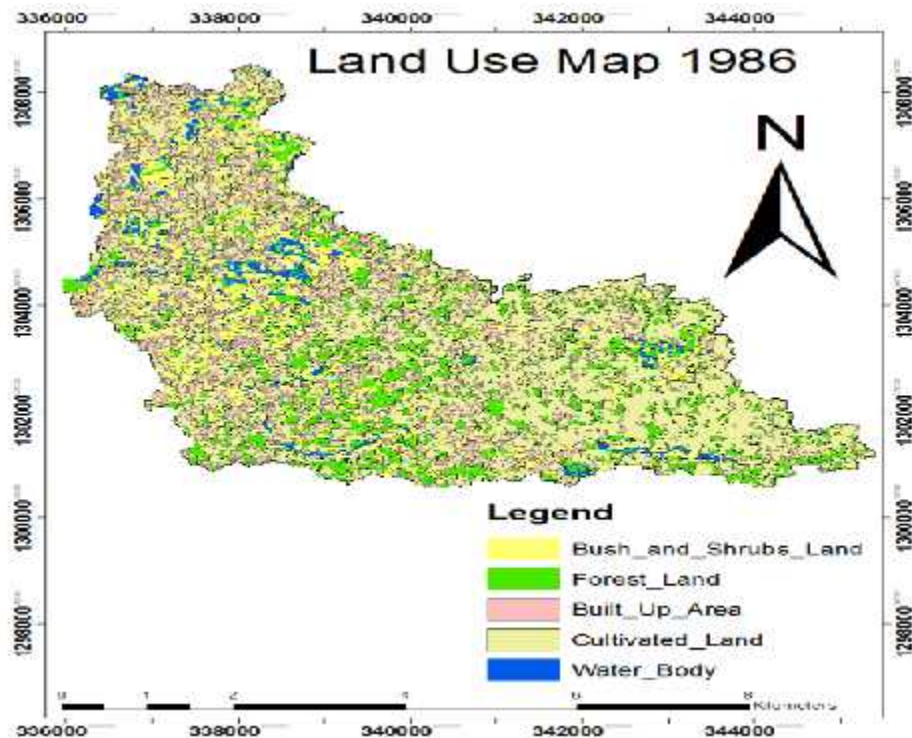 336000 338000 340000 342000 344000
Land Use Map 1986
N
1308000
1306000
1304000
1302000
1300000
1298000
Legend
Bush_and_Shrubs_Land
Forest_Land
Built_Up_Area
Cultivated_Land
Water_Body
0 1 2 4 6 8
Kilometers
336000 338000 340000 342000 344000